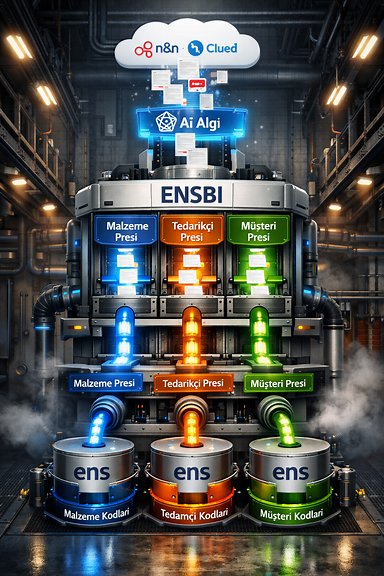 n&n · Clued
Ai Algi
ENSBI
Malzeme
Presi
Tedarikçi
Presi
Müşteri
Presi
Malzeme Presi
Tedarikçi Presi
Müşteri Presi
ens
ens
ens
Malzeme Kodlari
Tedamçi Kodlari
Müşteri Kodlari